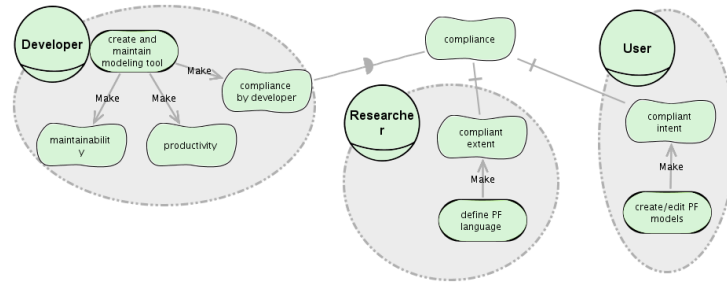 Developer
create and
maintain
modeling tool
Make
Make
Make
compliance
by developer
maintainabilit
y
productivity
compliance
Researche
r
compliant
extent
Make
define PF
language
User
compliant
intent
Make
create/edit PF
models